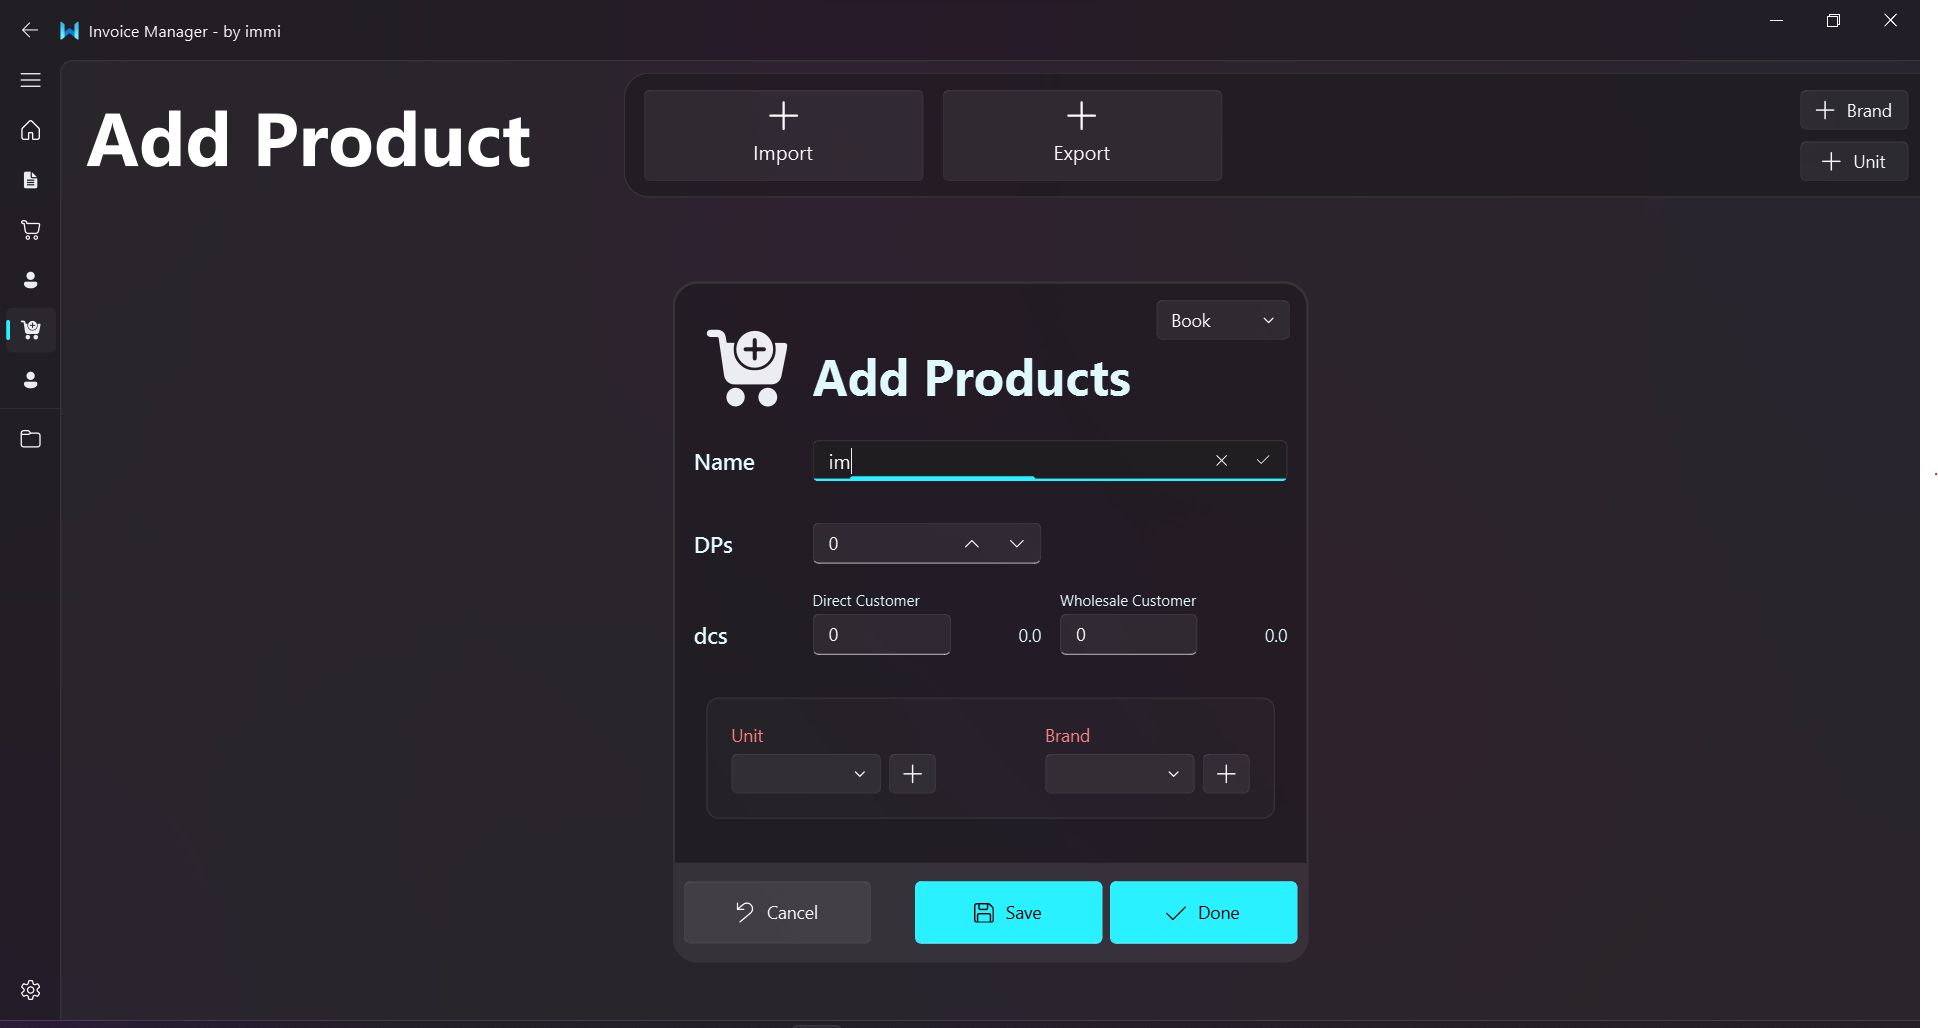 Invoice Manager - by immi
Add Product
Import
Export
Brand
Unit
Book
Add Products
Name
im
DPs
0
Direct Customer
Wholesale Customer
dcs
0
0.0
0
0.0
Unit
Brand
Cancel
Save
Done